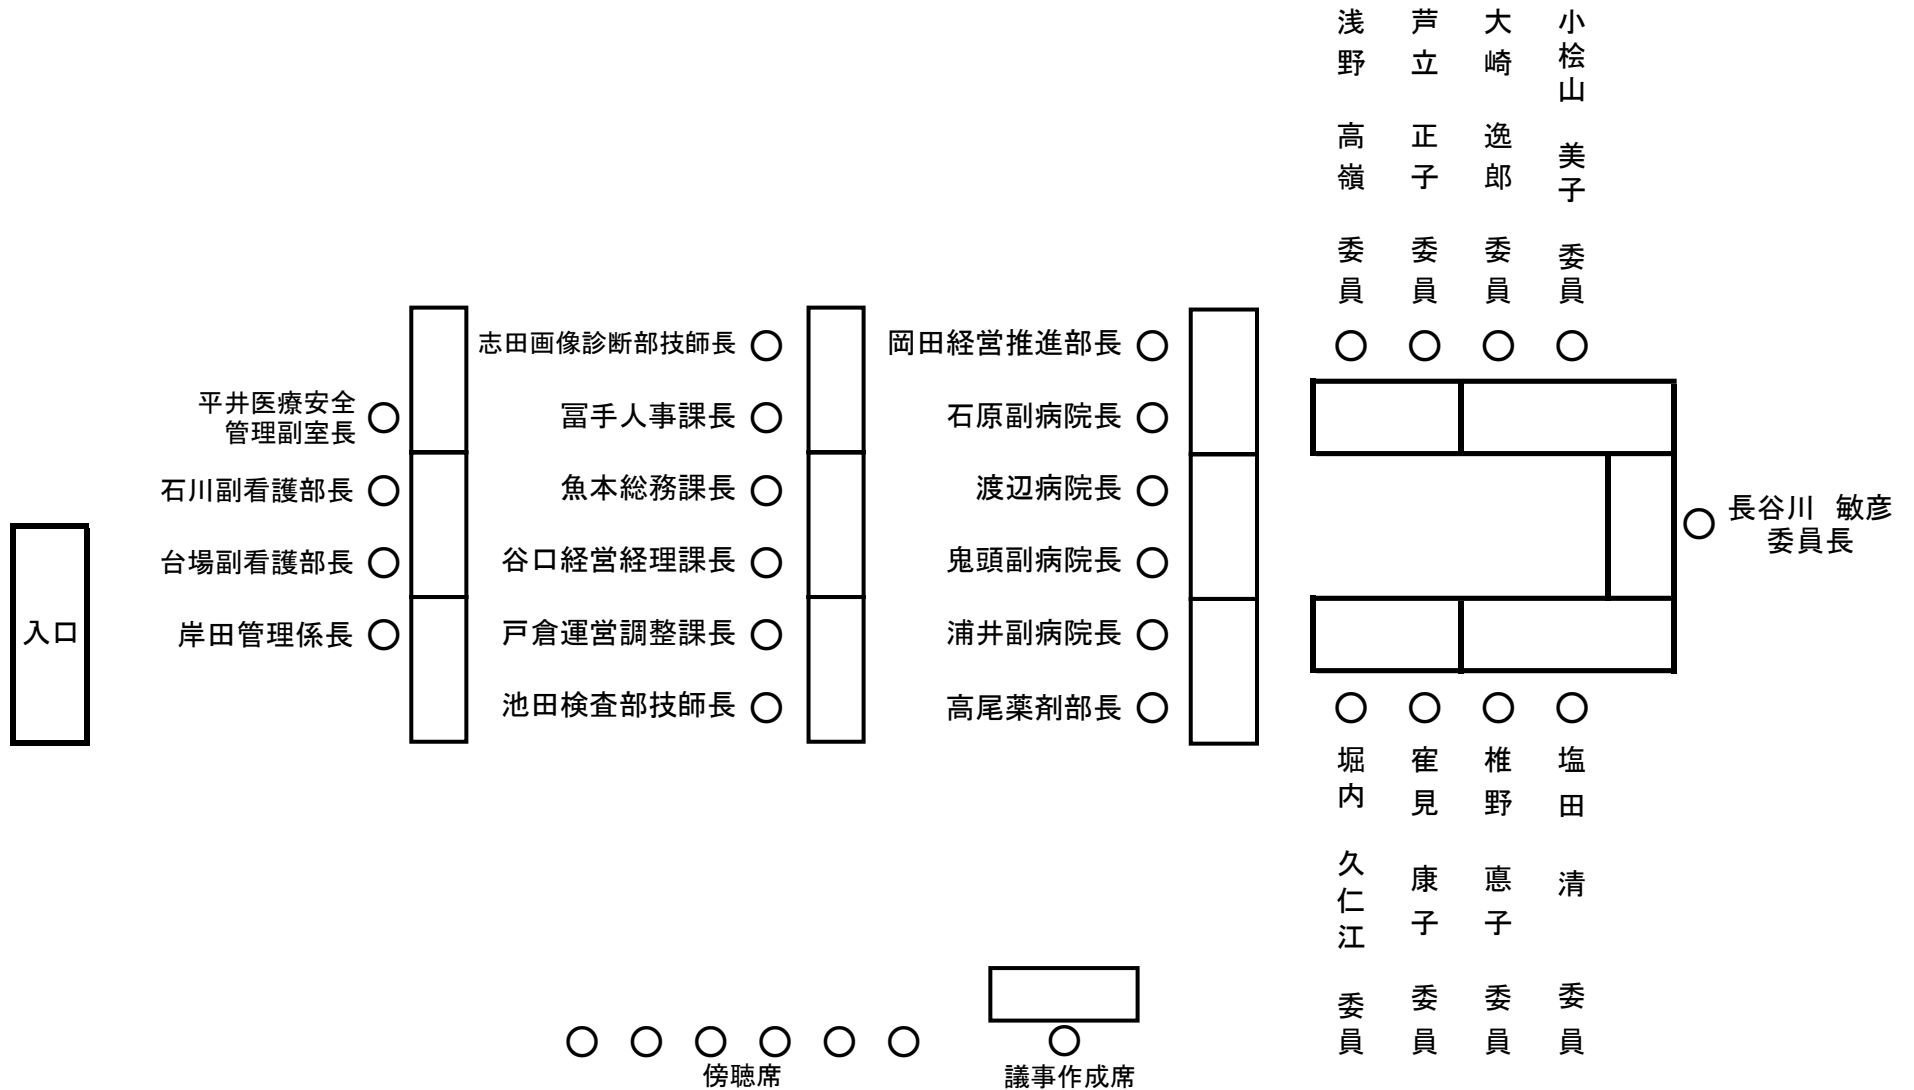 浅野 高嶺 委員
芦立 正子 委員
大崎 逸郎 委員
小桧山 美子 委員
志田画像診断部技師長
岡田経営推進部長
平井医療安全
管理副室長
冨手人事課長
石原副病院長
石川副看護部長
魚本総務課長
渡辺病院長
長谷川 敏彦
委員長
台場副看護部長
谷口経営経理課長
鬼頭副病院長
入口
岸田管理係長
戸倉運営調整課長
浦井副病院長
池田検査部技師長
高尾薬剤部長
堀内 久仁江 委員
寉見 康子 委員
椎野 恵子 委員
塩田 清 委員
傍聴席
議事作成席